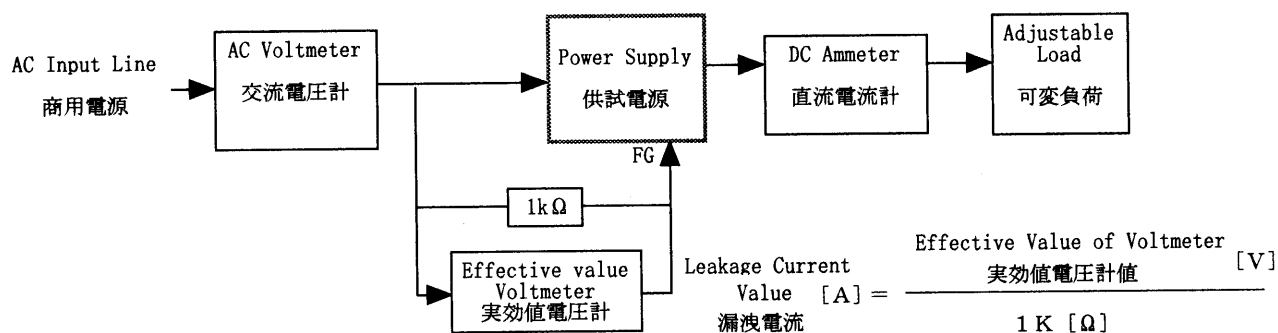 AC Input Line
商用電源
AC Voltmeter
交流電圧計
Power Supply
供試電源
FG
DC Ammeter
直流電流計
Adjustable
Load
可変負荷
1kΩ
Effective value
Voltmeter
実効値電圧計
Leakage Current
Value [A] =
漏洩電流
Effective Value of Voltmeter
実効値電圧計値 [V]
1K [Ω]